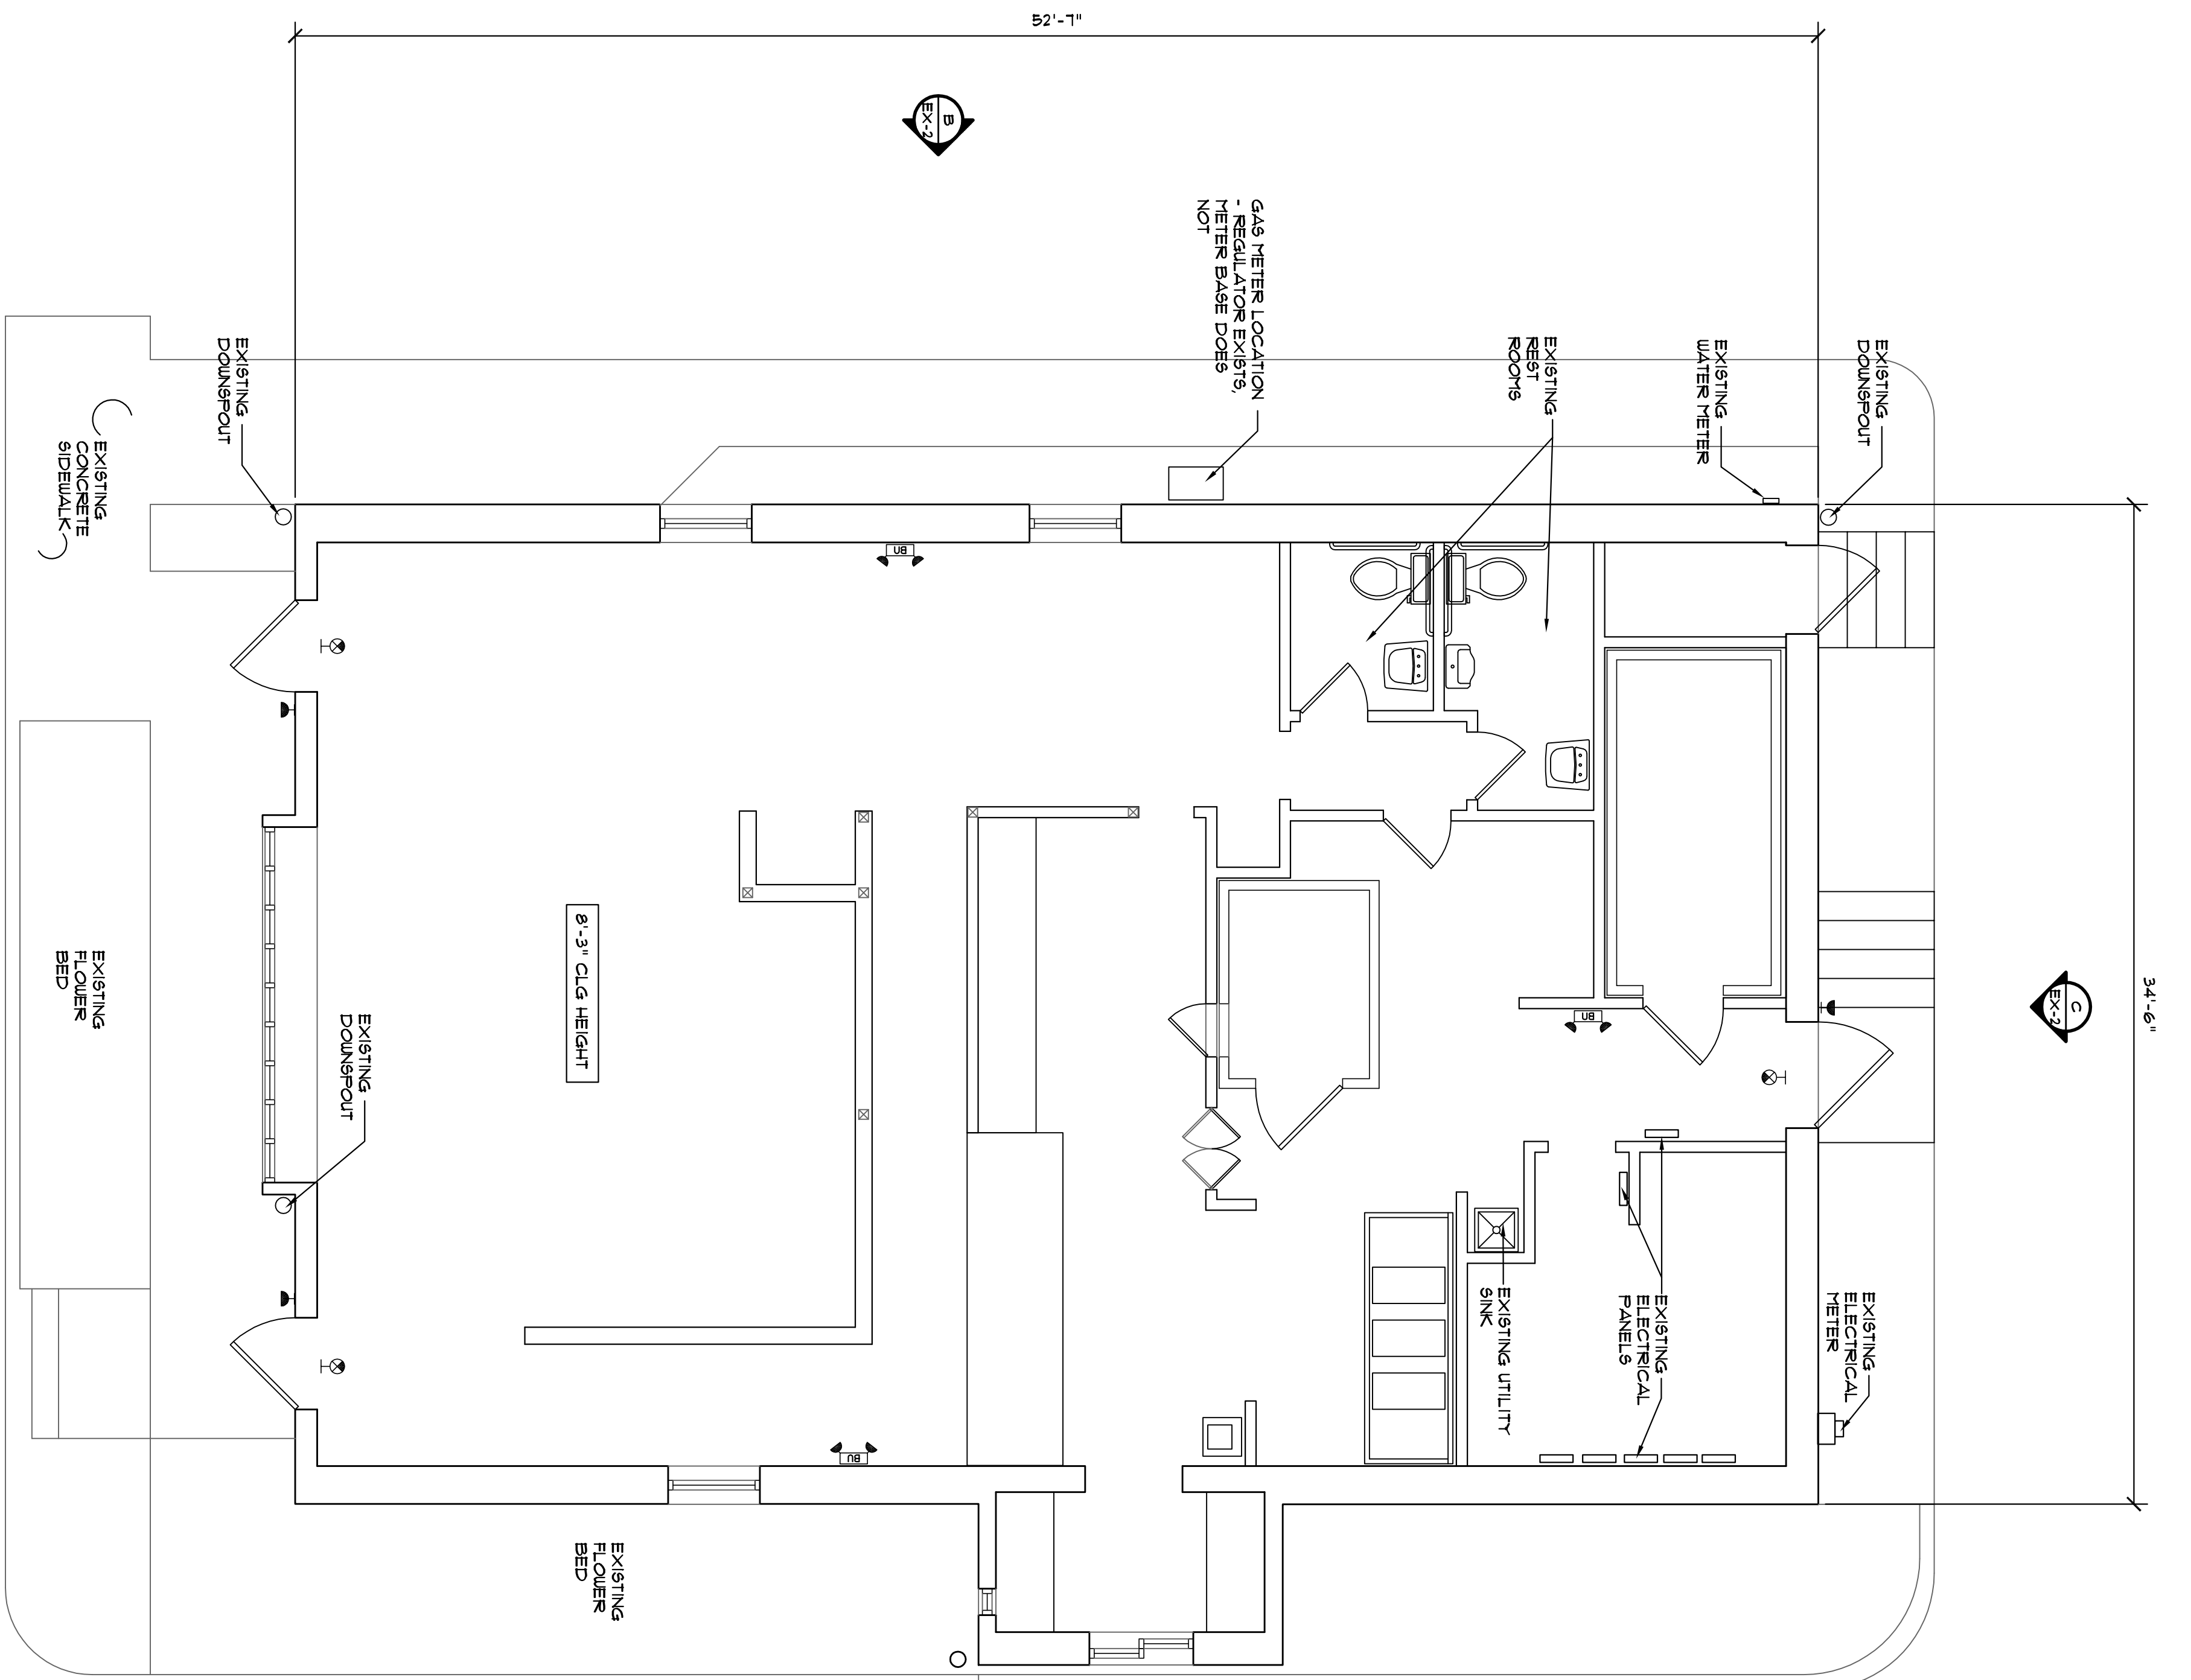 52'-7"
B
EX-2
GAS METER LOCATION
- REGULATOR EXISTS,
METER BASE DOES
NOT
EXISTING
REST
ROOMS
EXISTING
WATER METER
EXISTING
DOWNSPOUT
EXISTING
DOWNSPOUT
EXISTING
CONCRETE
SIDEWALK
BU
34'-6"
C
EX-2
8'-3" CLG HEIGHT
EXISTING
FLOWER
BED
EXISTING
DOWNSPOUT
BU
EXISTING UTILITY
SINK
EXISTING
ELECTRICAL
PANELS
EXISTING
ELECTRICAL
METER
BU
EXISTING
FLOWER
BED